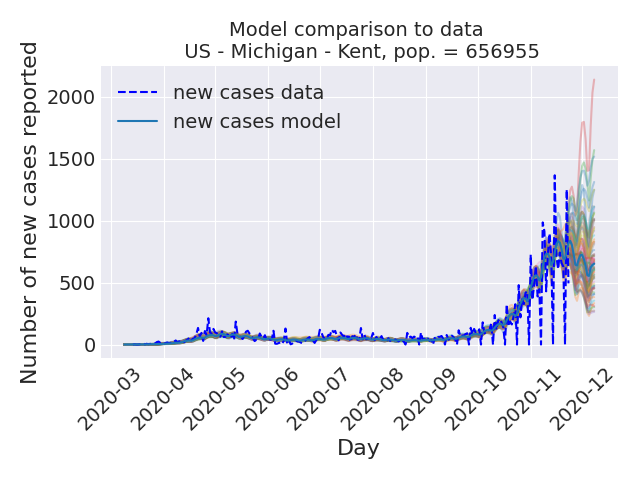 Model comparison to data
US - Michigan - Kent, pop. = 656955
Number of new cases reported
2000
1500
1000
500
0
new cases data
new cases model
2020-03
2020-04
2020-05
2020-06
2020-07
2020-08
2020-09
2020-10
2020-11
2020-12
Day